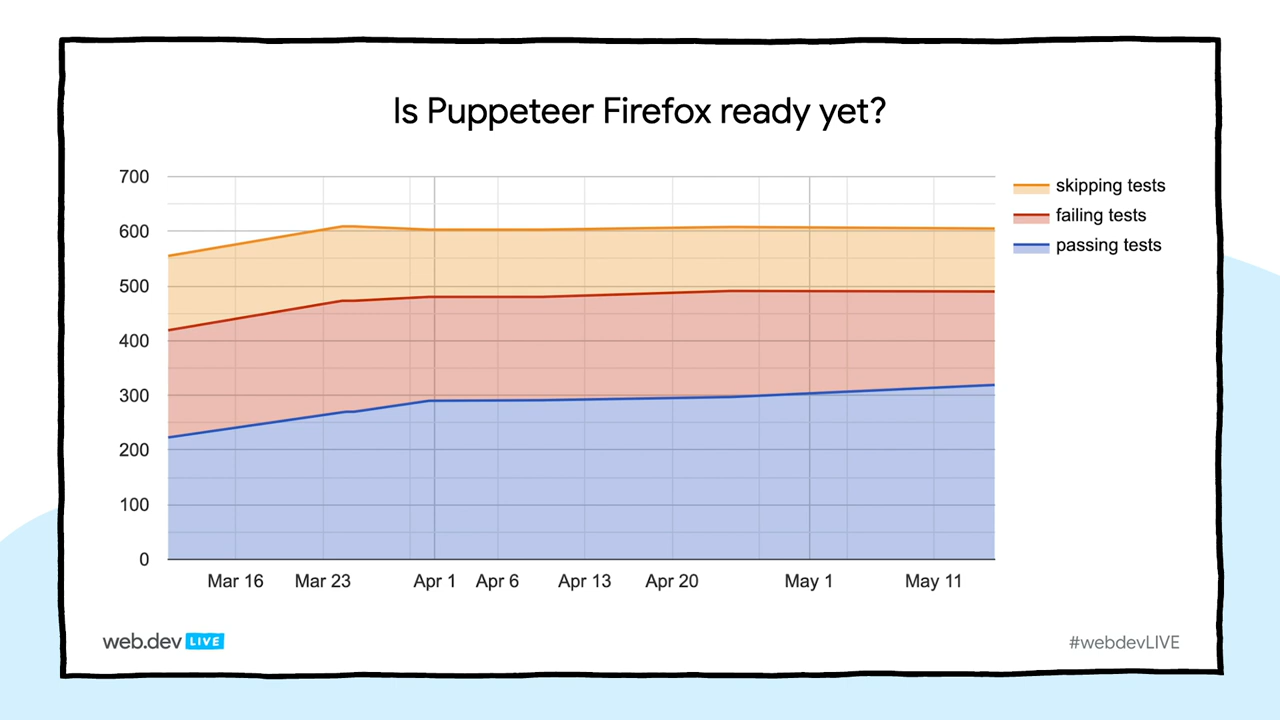 Is Puppeteer Firefox ready yet?
700
600
500
400
300
200
100
0
skipping tests
failing tests
passing tests
Mar 16 Mar 23 Apr 1 Apr 6 Apr 13 Apr 20 May 1 May 11
web.dev LIVE
#webdevLIVE